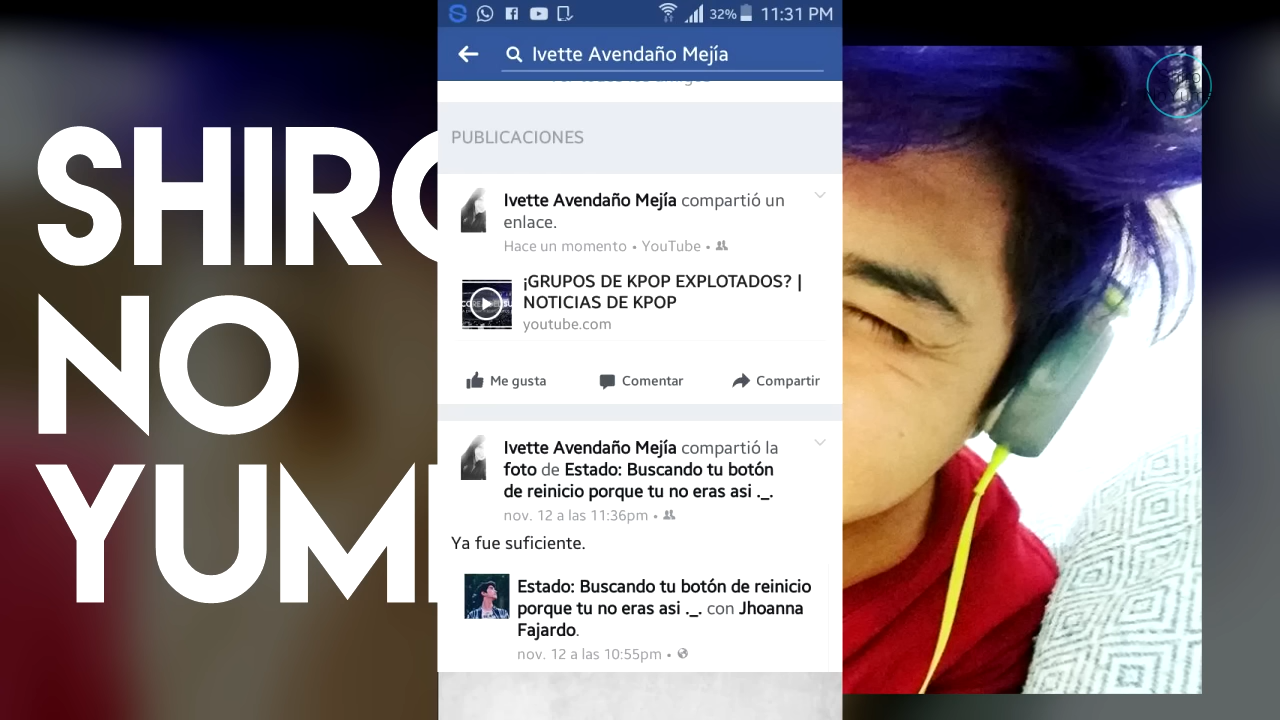 SHIRO
NO
YUM
32% 11:31 PM
Ivette Avendaño Mejía
PUBLICACIONES
Ivette Avendaño Mejía compartió un
enlace.
Hace un momento • YouTube •
¡GRUPOS DE KPOP EXPLOTADOS? |
NOTICIAS DE KPOP
youtube.com
Me gusta Comentar Compartir
Ivette Avendaño Mejía compartió la
foto de Estado: Buscando tu botón
de reinicio porque tu no eras asi ._.
nov. 12 a las 11:36pm •
Ya fue suficiente.
Estado: Buscando tu botón de reinicio
porque tu no eras asi ._. con Jhoanna
Fajardo.
nov. 12 a las 10:55pm •